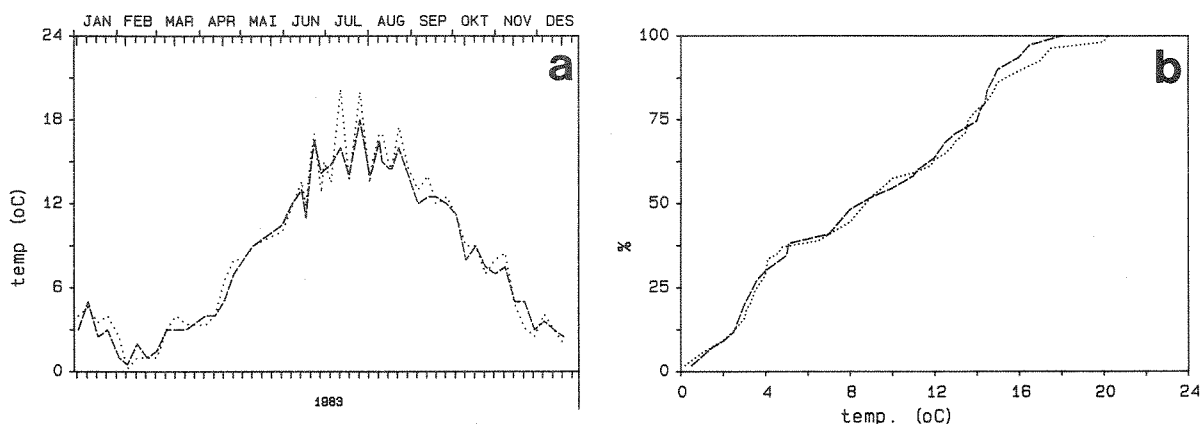 JAN FEB MAR APR MAI JUN JUL AUG SEP OKT NOV DES
24
18
12
6
0
temp (oC)
a
1983
100
75
50
25
0
%
b
0 4 8 12 16 20 24
temp. (oC)